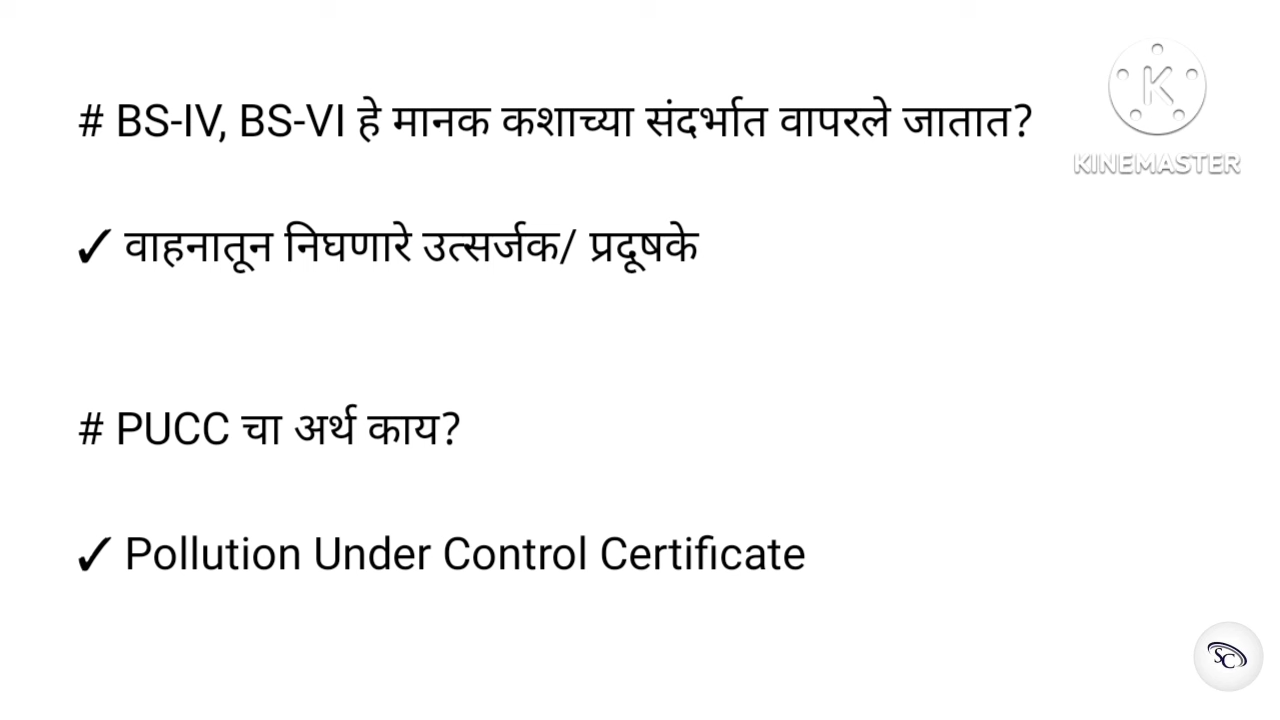 # BS-IV, BS-VI हे मानक कशाच्या संदर्भात वापरले जातात?
KINEMASTER
✓ वाहनातून निघणारे उत्सर्जक/ प्रदूषके
# PUCC चा अर्थ काय?
✓ Pollution Under Control Certificate
SC